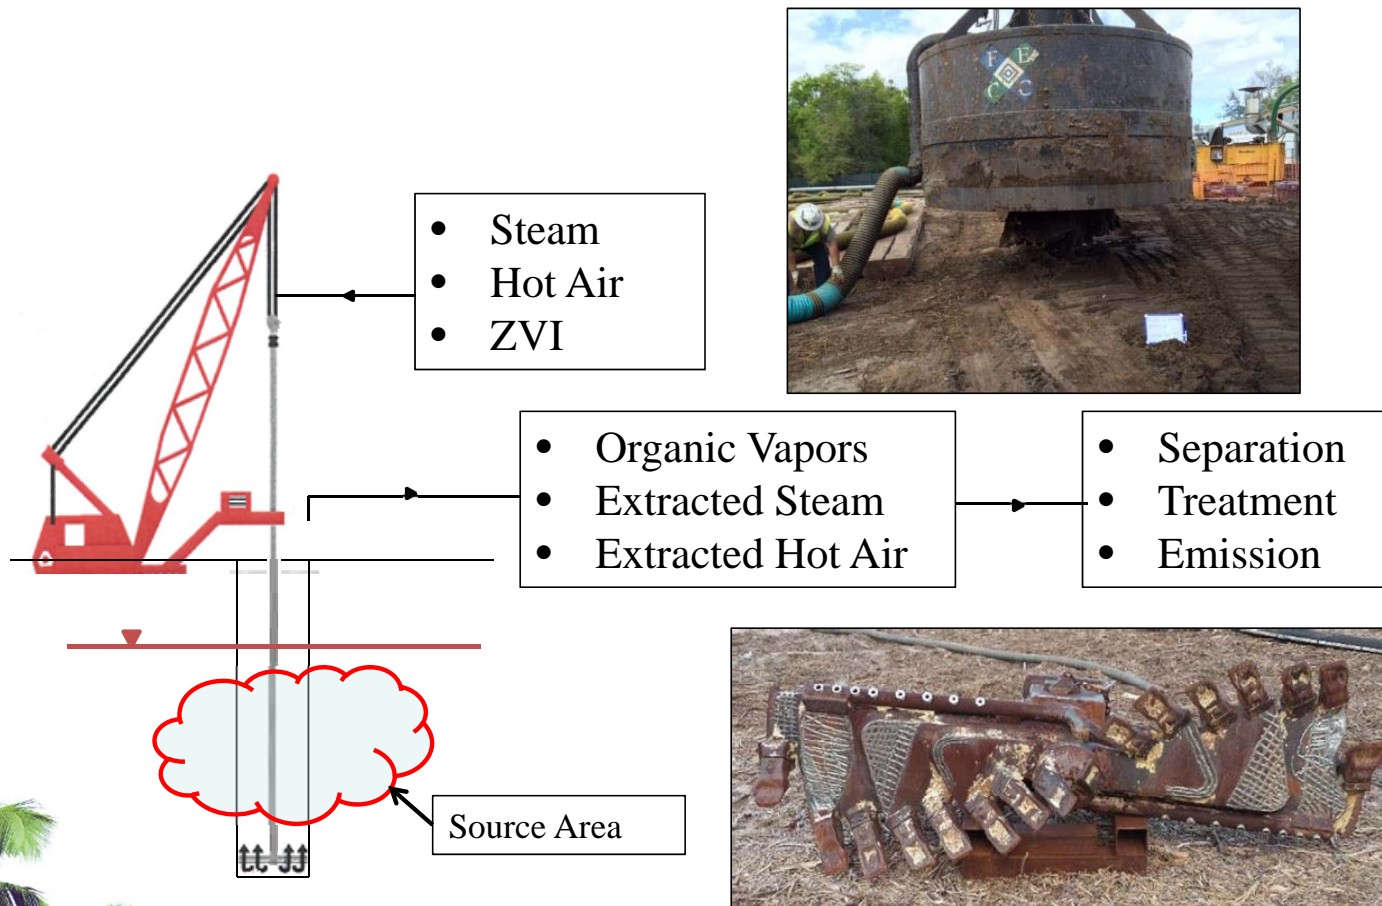 • Steam
• Hot Air
• ZVI
F E
C C
• Organic Vapors
• Extracted Steam
• Extracted Hot Air
• Separation
• Treatment
• Emission
Source Area